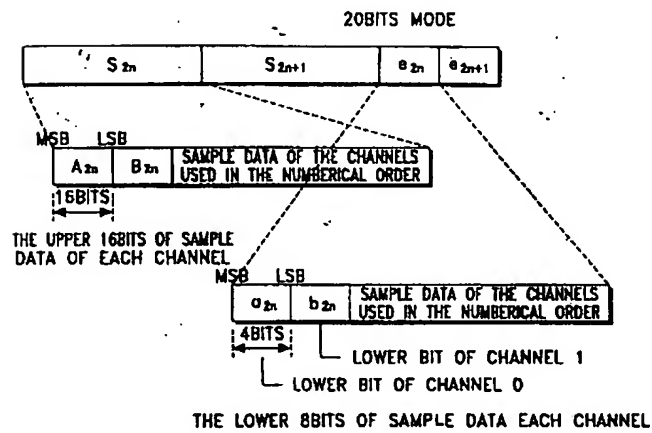 20BITS MODE
S2n S2n+1 e2n e2n+1
MSB LSB
A2n B2n SAMPLE DATA OF THE CHANNELS
USED IN THE NUMBERICAL ORDER
16BITS
THE UPPER 16BITS OF SAMPLE
DATA OF EACH CHANNEL
MSB LSB
a2n b2n SAMPLE DATA OF THE CHANNELS
USED IN THE NUMBERICAL ORDER
4BITS
LOWER BIT OF CHANNEL 1
LOWER BIT OF CHANNEL 0
THE LOWER 8BITS OF SAMPLE DATA EACH CHANNEL